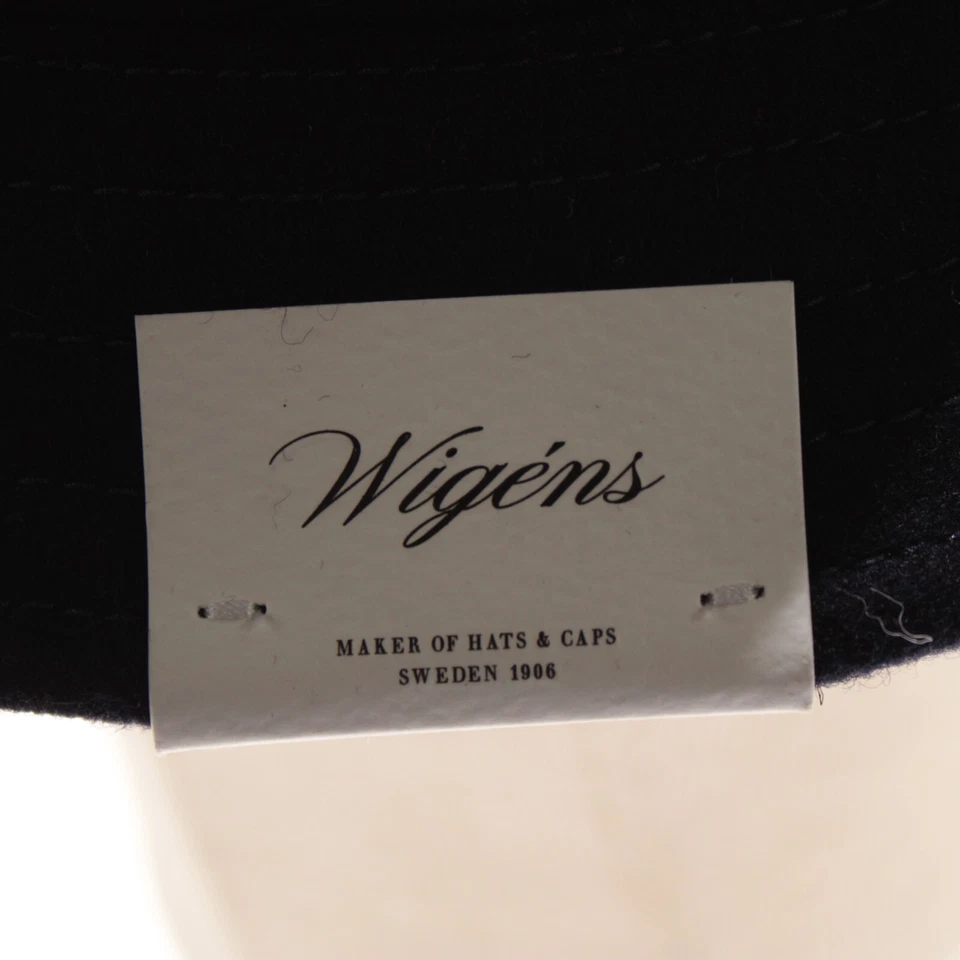 Wigéns
MAKER OF HATS & CAPS
SWEDEN 1906